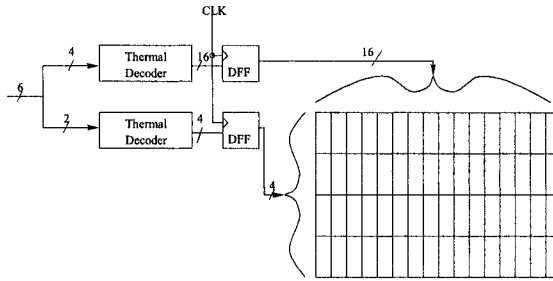 CLK
4
Thermal
Decoder
16
DFF
16
6
2
Thermal
Decoder
4
DFF
4